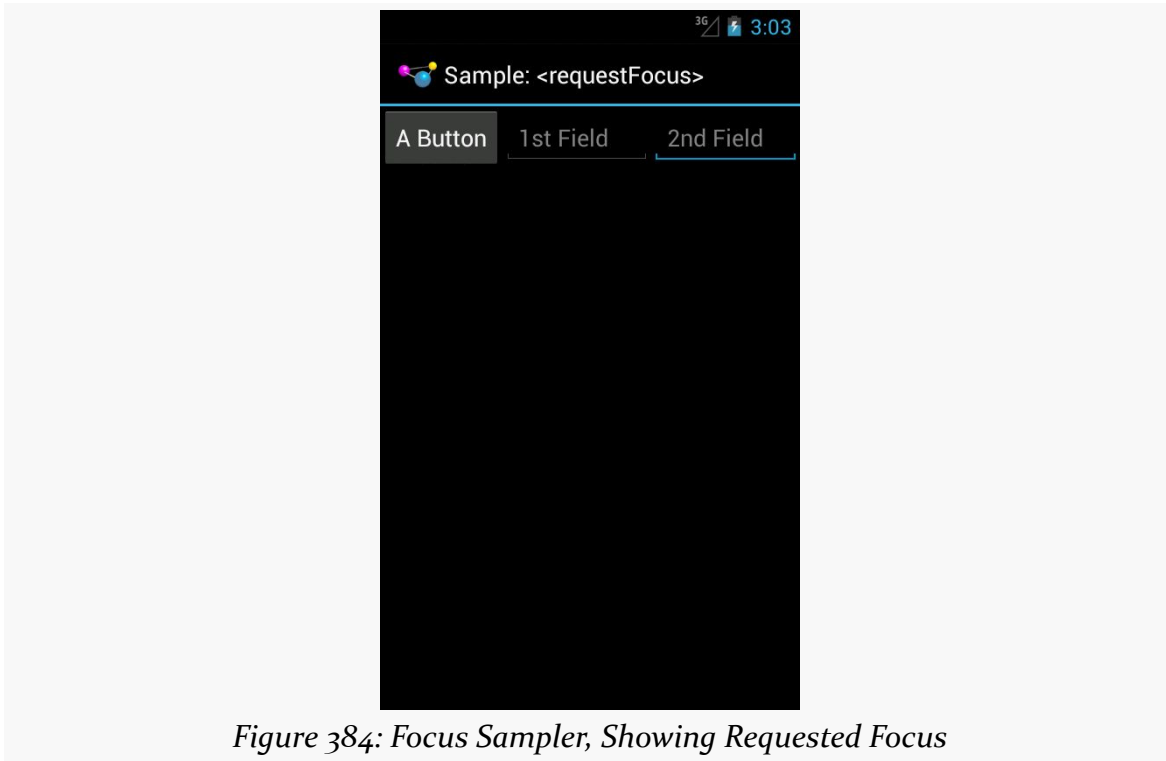 3G 3:03
Sample: <requestFocus>
A Button 1st Field 2nd Field
Figure 384: Focus Sampler, Showing Requested Focus